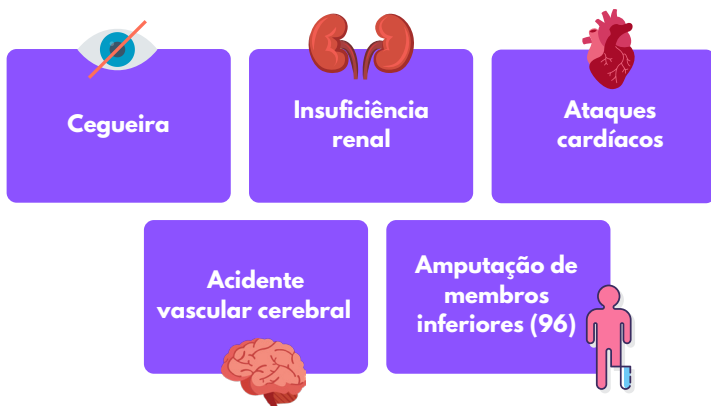 Cegueira
Insuficiência
renal
Ataques
cardíacos
Acidente
vascular cerebral
Amputação de
membros
inferiores (96)